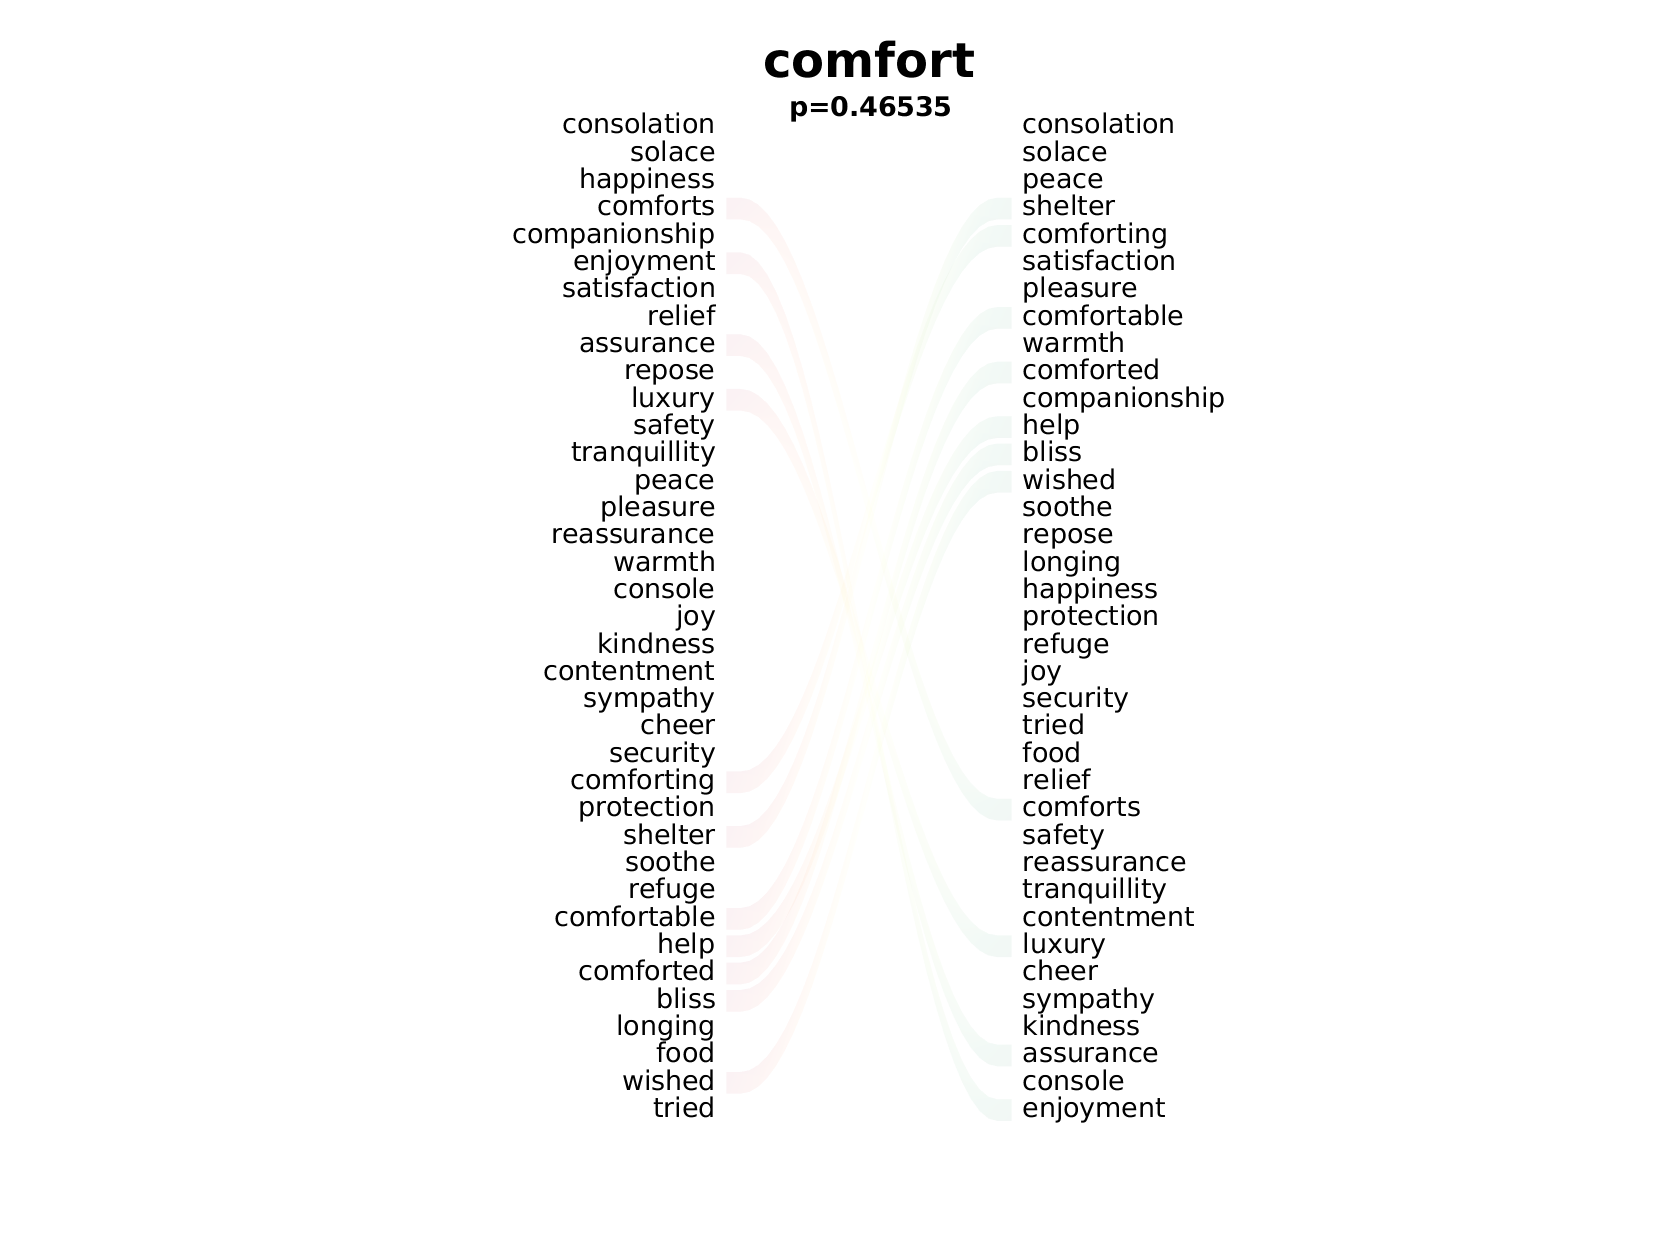 comfort
p=0.46535
consolation
solace
happiness
comforts
companionship
enjoyment
satisfaction
relief
assurance
repose
luxury
safety
tranquillity
peace
pleasure
reassurance
warmth
console
joy
kindness
contentment
sympathy
cheer
security
comforting
protection
shelter
soothe
refuge
comfortable
help
comforted
bliss
longing
food
wished
tried
consolation
solace
peace
shelter
comforting
satisfaction
pleasure
comfortable
warmth
comforted
companionship
help
bliss
wished
soothe
repose
longing
happiness
protection
refuge
joy
security
tried
food
relief
comforts
safety
reassurance
tranquillity
contentment
luxury
cheer
sympathy
kindness
assurance
console
enjoyment